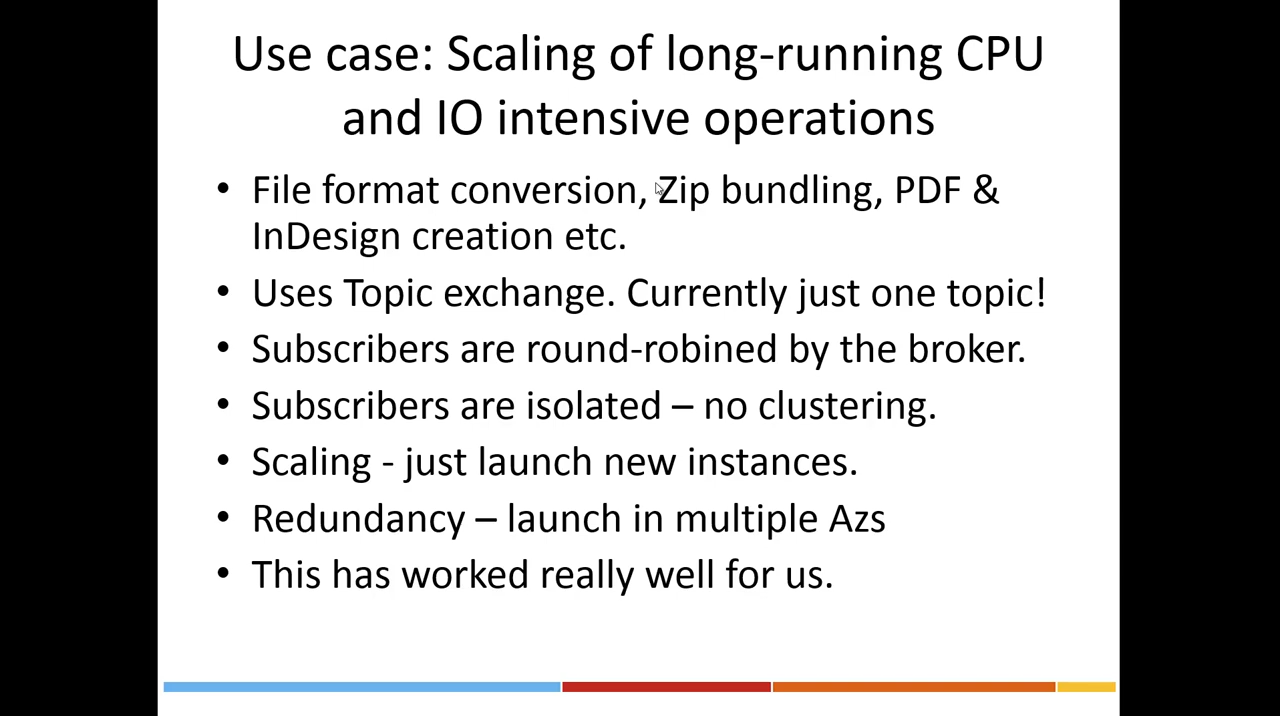 Use case: Scaling of long-running CPU
and IO intensive operations
• File format conversion, Zip bundling, PDF &
InDesign creation etc.
• Uses Topic exchange. Currently just one topic!
• Subscribers are round-robined by the broker.
• Subscribers are isolated – no clustering.
• Scaling - just launch new instances.
• Redundancy – launch in multiple Azs
• This has worked really well for us.